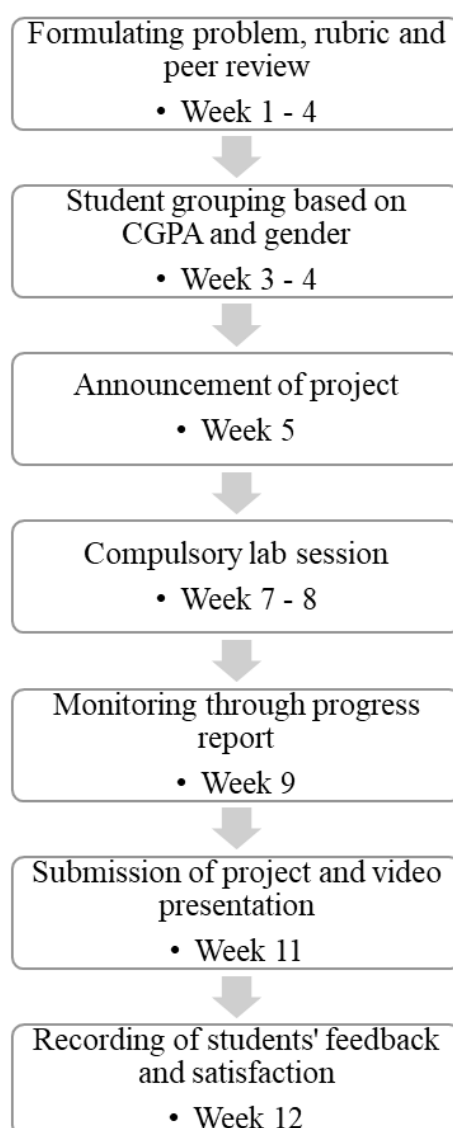 Formulating problem, rubric and
peer review
• Week 1 - 4
Student grouping based on
CGPA and gender
• Week 3 - 4
Announcement of project
• Week 5
Compulsory lab session
• Week 7 - 8
Monitoring through progress
report
• Week 9
Submission of project and video
presentation
• Week 11
Recording of students' feedback
and satisfaction
• Week 12